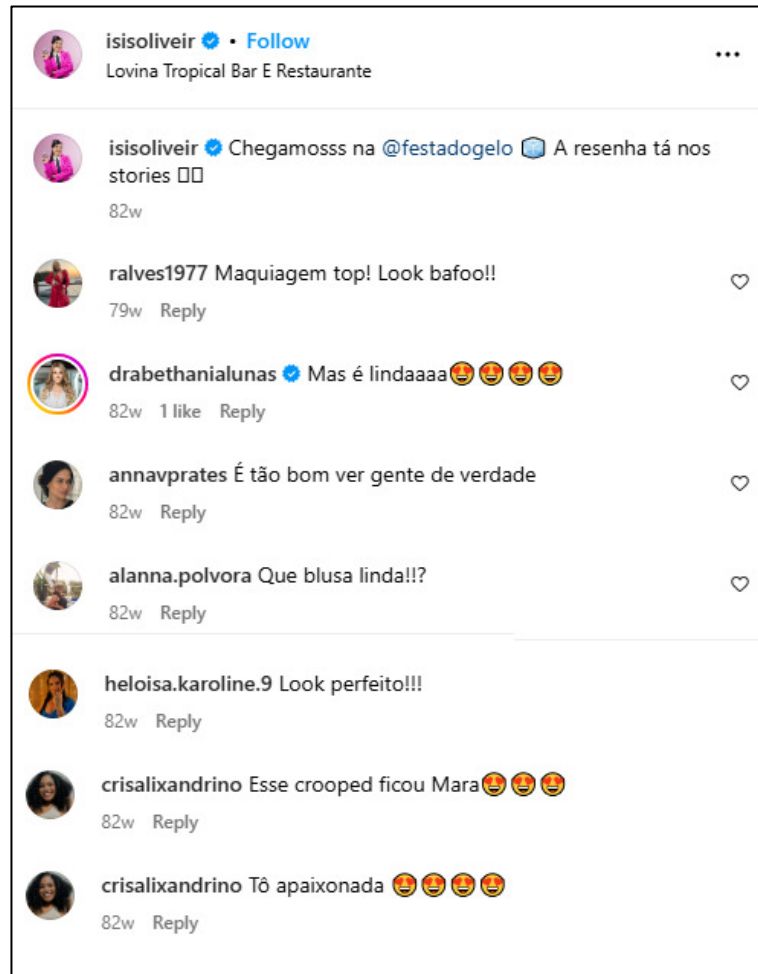 isisoliveir • Follow
Lovina Tropical Bar E Restaurante
isisoliveir Chegamosss na @festadogelo 🧊 A resenha tá nos
stories □□
82w
ralves1977 Maquiagem top! Look bafoo!!
79w Reply
drabethanialunas Mas é lindaaaa😍😍😍😍
82w 1 like Reply
annavprates É tão bom ver gente de verdade
82w Reply
alanna.polvora Que blusa linda!!?
82w Reply
heloisa.karoline.9 Look perfeito!!!
82w Reply
crisalixandrino Esse crooped ficou Mara😍😍😍
82w Reply
crisalixandrino Tô apaixonada 😍😍😍😍
82w Reply